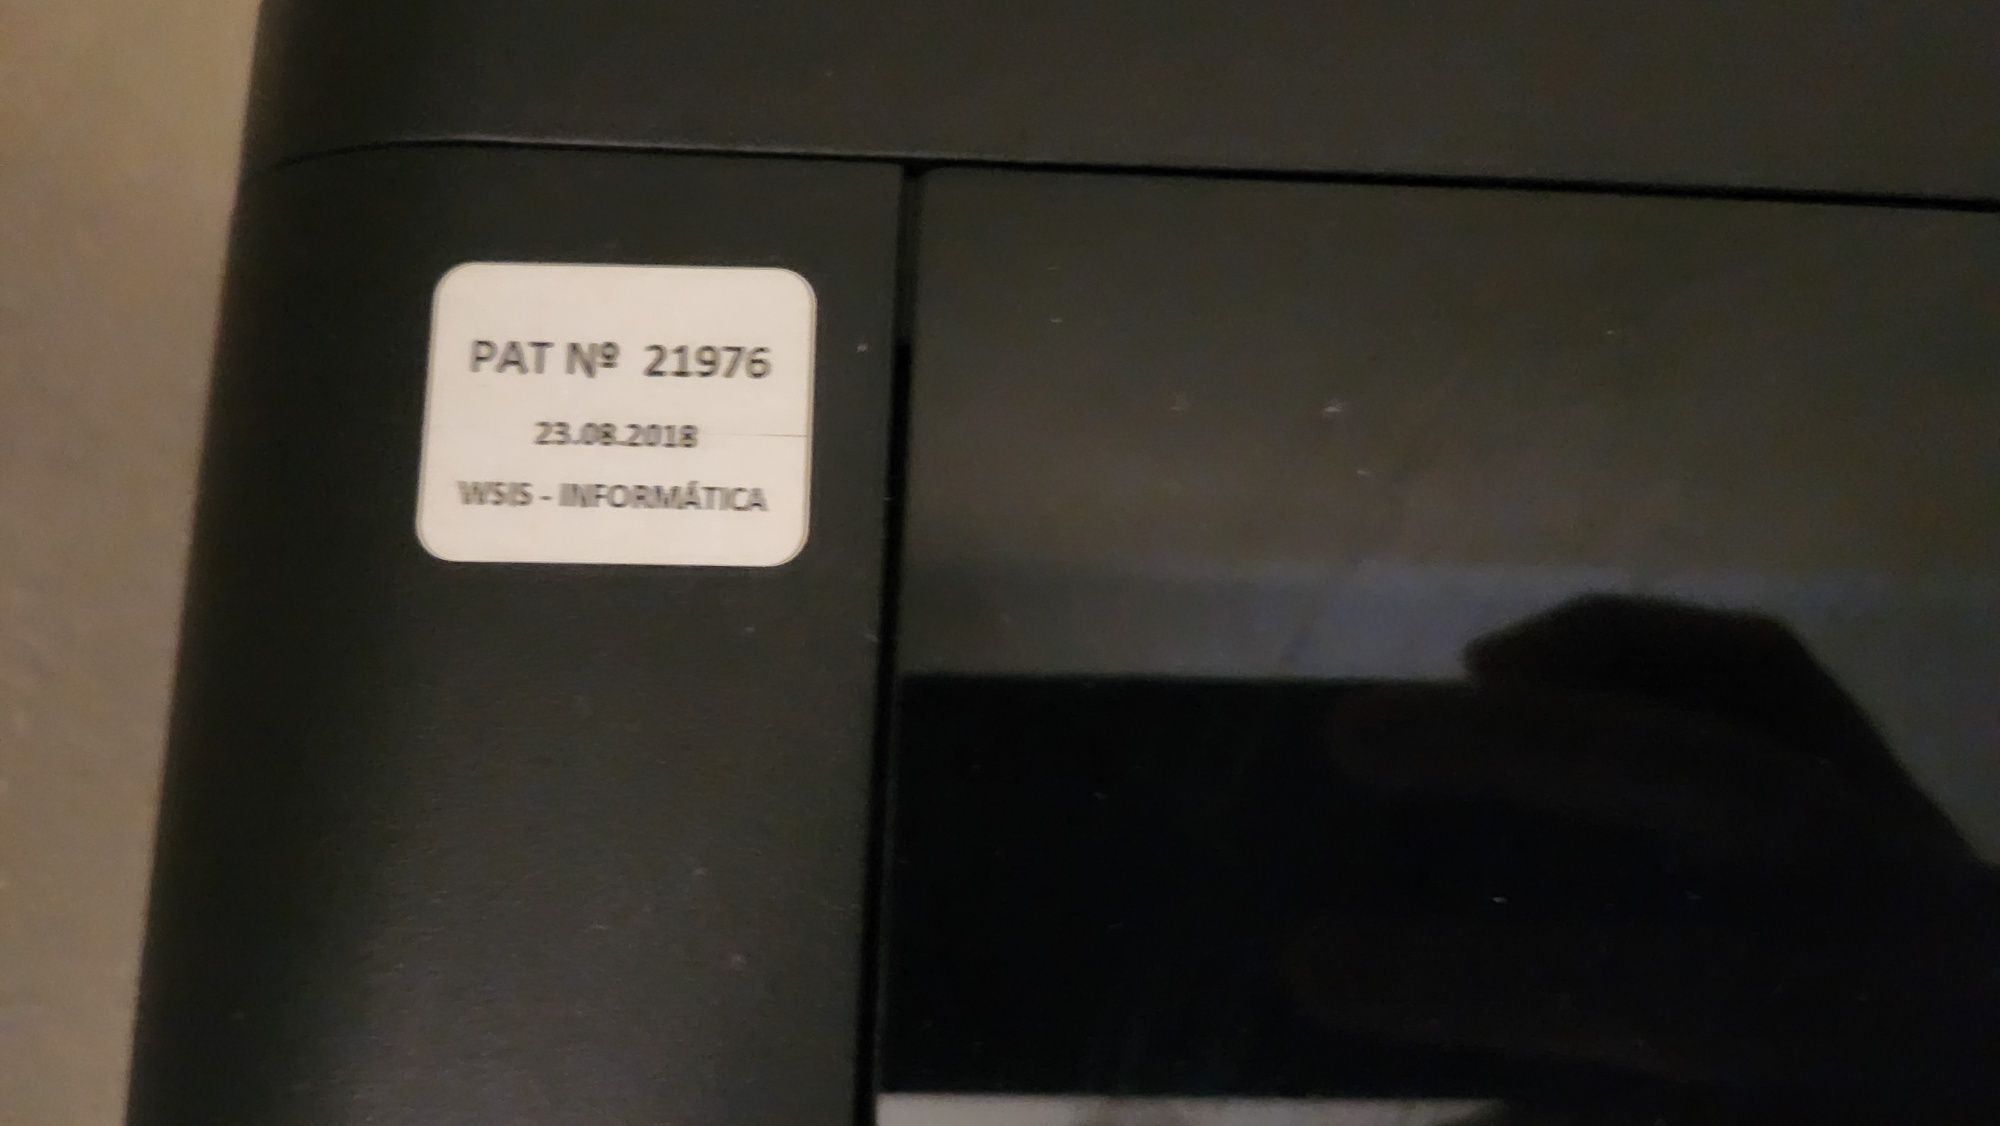 PAT Nº 21976
23.08.2018
WSIS - INFORMÁTICA